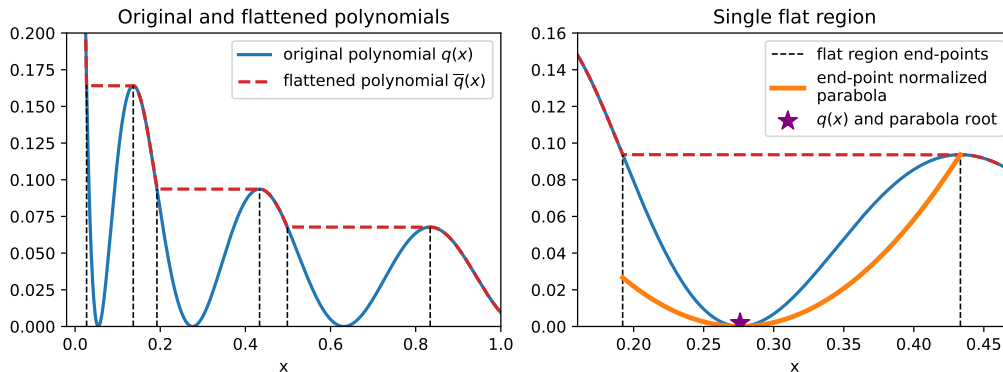 Original and flattened polynomials
0.200
0.175
0.150
0.125
0.100
0.075
0.050
0.025
0.000
original polynomial q(x)
flattened polynomial q̅(x)
0.0 0.2 0.4 0.6 0.8 1.0
x
Single flat region
0.16
0.14
0.12
0.10
0.08
0.06
0.04
0.02
0.00
flat region end-points
end-point normalized
parabola
q(x) and parabola root
0.20 0.25 0.30 0.35 0.40 0.45
x